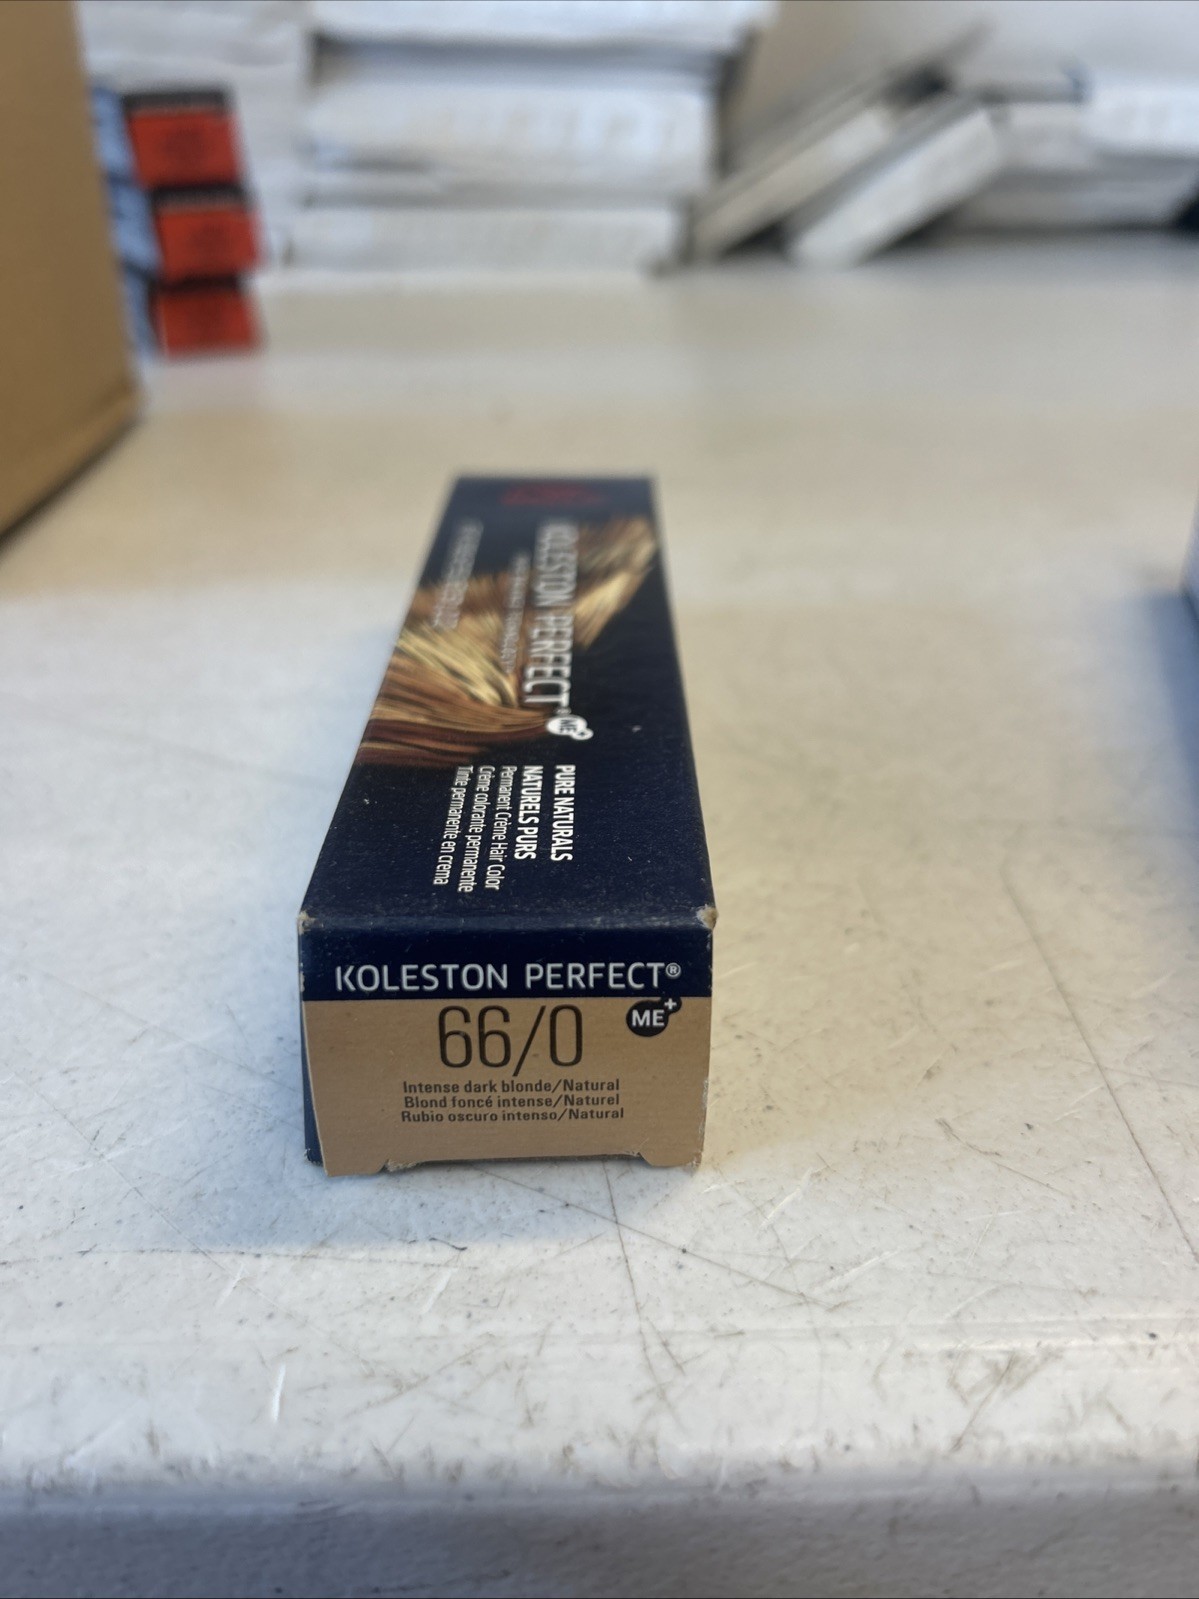 KOLESTON PERFECT®
ME+
PURE NATURALS
NATURELS PURS
Permanent Crème Hair Color
Crème colorante permanente
Tinte permanente en crema
KOLESTON PERFECT®
66/0
ME+
Intense dark blonde/Natural
Blond foncé intense/Naturel
Rubio oscuro intenso/Natural